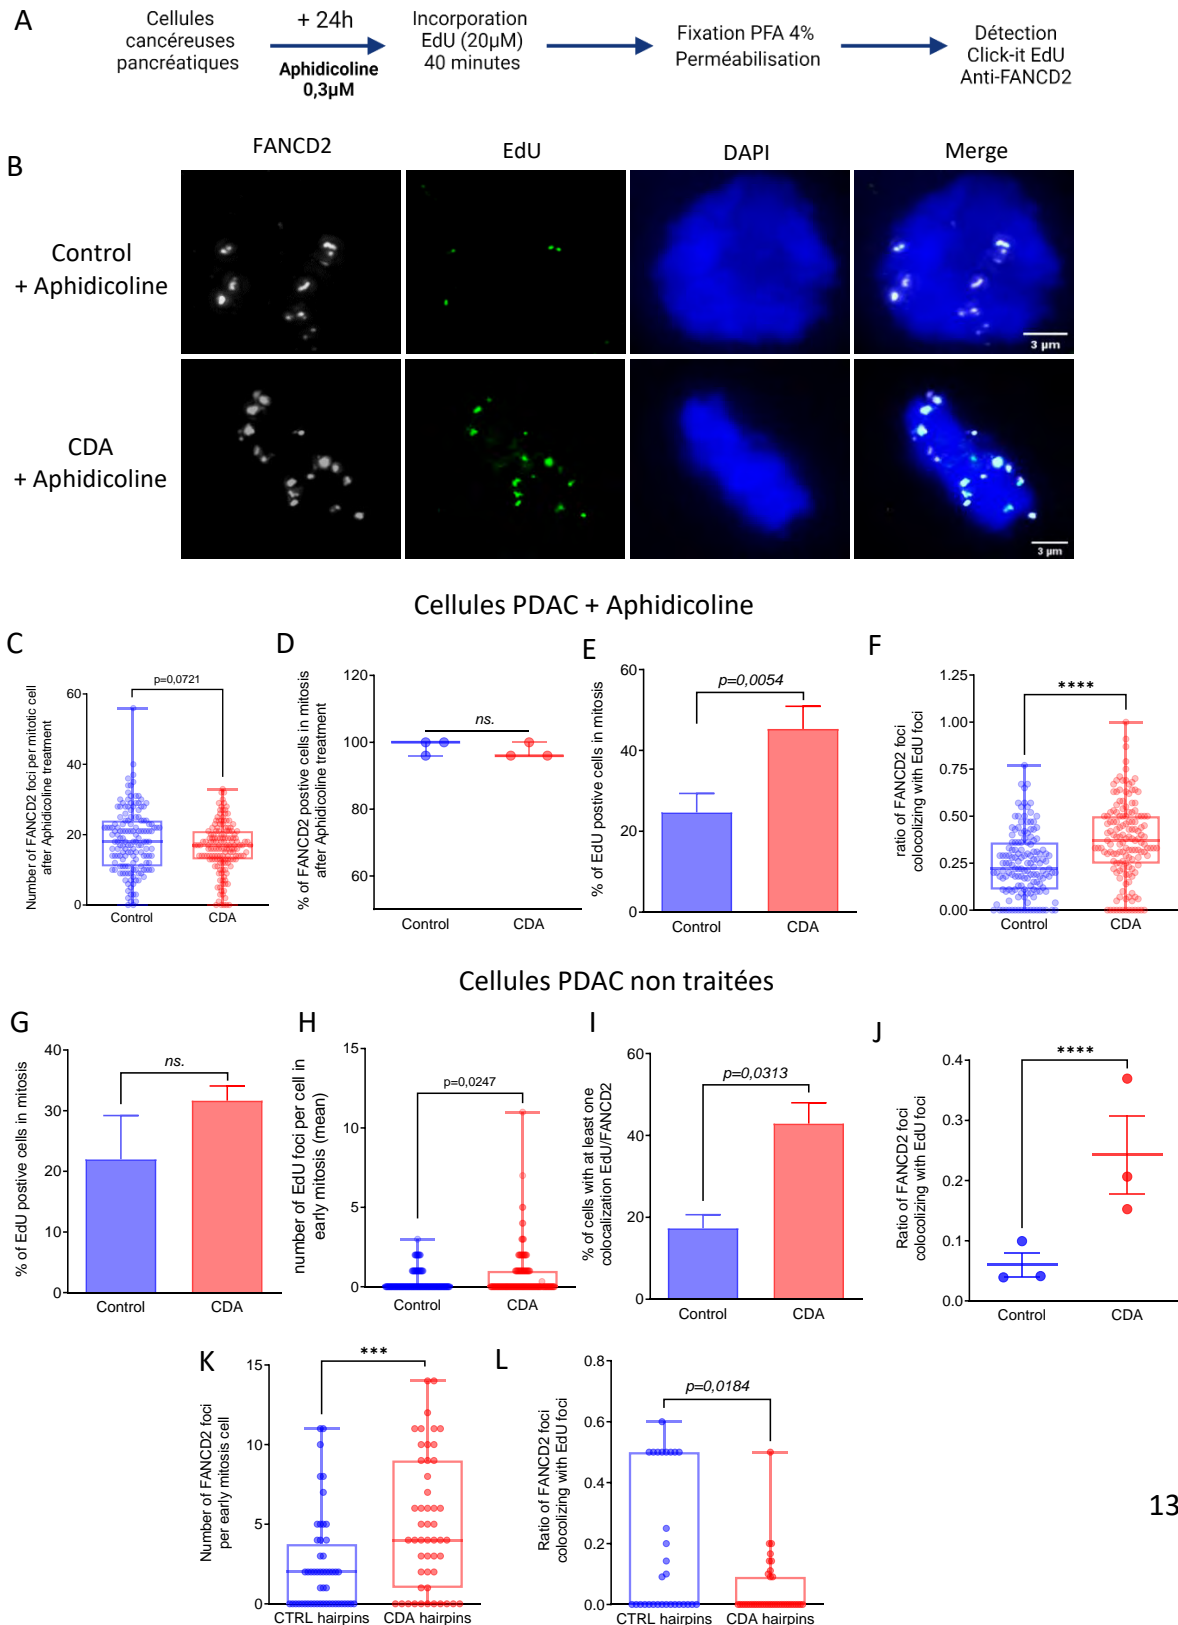 A
Cellules
cancéreuses
pancréatiques
+ 24h
Aphidicoline
0,3µM
Incorporation
EdU (20µM)
40 minutes
Fixation PFA 4%
Perméabilisation
Détection
Click-it EdU
Anti-FANCD2
B
FANCD2
EdU
DAPI
Merge
Control
+ Aphidicoline
3 µm
CDA
+ Aphidicoline
3 µm
Cellules PDAC + Aphidicoline
C
Number of FANCD2 foci per mitotic cell
after Aphidicoline treatment
60
40
20
0
p=0,0721
Control
CDA
D
% of FANCD2 postive cells in mitosis
after Aphidicoline treatment
120
100
80
60
ns.
Control
CDA
E
% of EdU postive cells in mitosis
60
40
20
0
p=0,0054
Control
CDA
F
ratio of FANCD2 foci
colocolizing with EdU foci
1.25
1.00
0.75
0.50
0.25
0.00
****
Control
CDA
Cellules PDAC non traitées
G
% of EdU postive cells in mitosis
40
30
20
10
0
ns.
Control
CDA
H
number of EdU foci per cell in
early mitosis (mean)
15
10
5
0
p=0,0247
Control
CDA
I
% of cells with at least one
colocalization EdU/FANCD2
60
40
20
0
p=0,0313
Control
CDA
J
Ratio of FANCD2 foci
colocolizing with EdU foci
0.4
0.3
0.2
0.1
0.0
****
Control
CDA
K
Number of FANCD2 foci
per early mitosis cell
15
10
5
0
***
CTRL hairpins
CDA hairpins
L
Ratio of FANCD2 foci
colocolizing with EdU foci
0.8
0.6
0.4
0.2
0.0
p=0,0184
CTRL hairpins
CDA hairpins
13